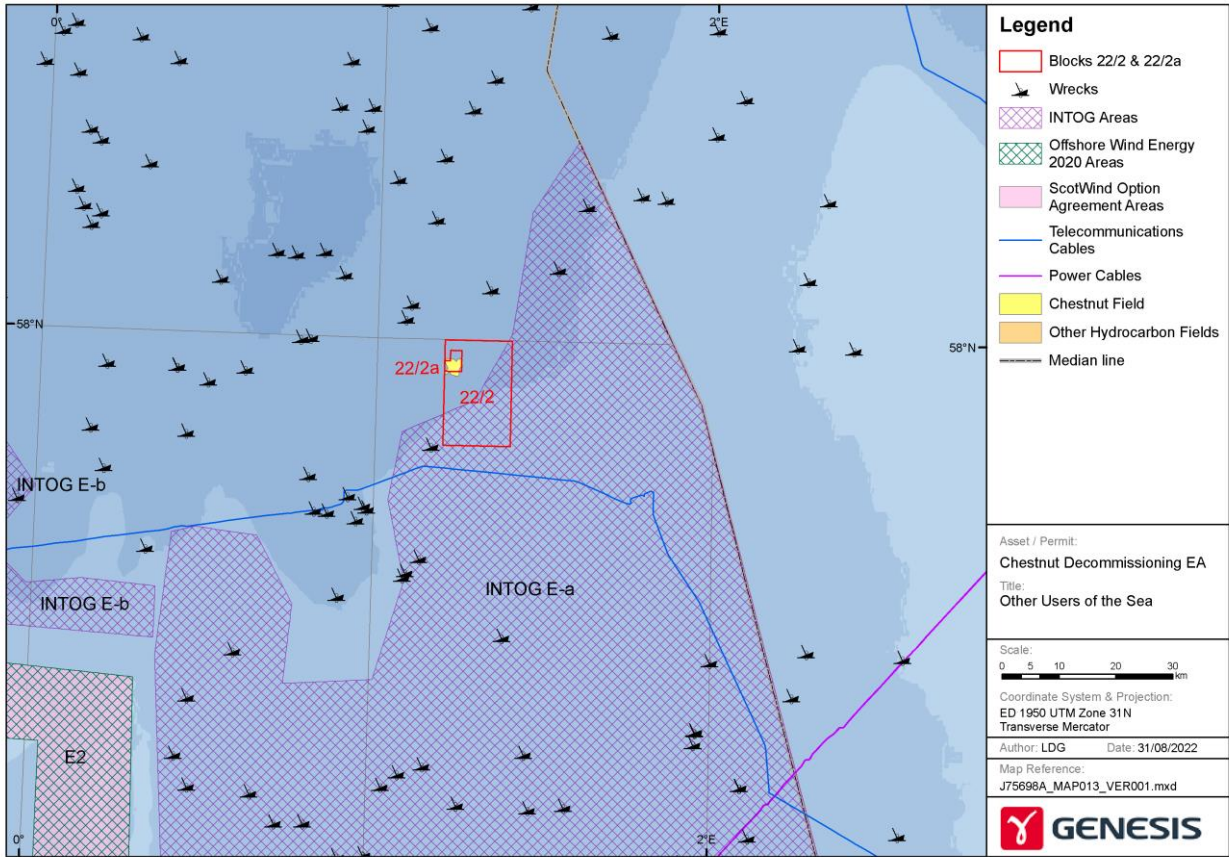 0°
2°E
58°N
58°N
22/2a
22/2
INTOG E-b
INTOG E-b
INTOG E-a
E2
0°
2°E
Legend
Blocks 22/2 & 22/2a
Wrecks
INTOG Areas
Offshore Wind Energy
2020 Areas
ScotWind Option
Agreement Areas
Telecommunications
Cables
Power Cables
Chestnut Field
Other Hydrocarbon Fields
Median line
Asset / Permit:
Chestnut Decommissioning EA
Title:
Other Users of the Sea
Scale:
0 5 10 20 30
km
Coordinate System & Projection:
ED 1950 UTM Zone 31N
Transverse Mercator
Author: LDG Date: 31/08/2022
Map Reference:
J75698A_MAP013_VER001.mxd
GENESIS